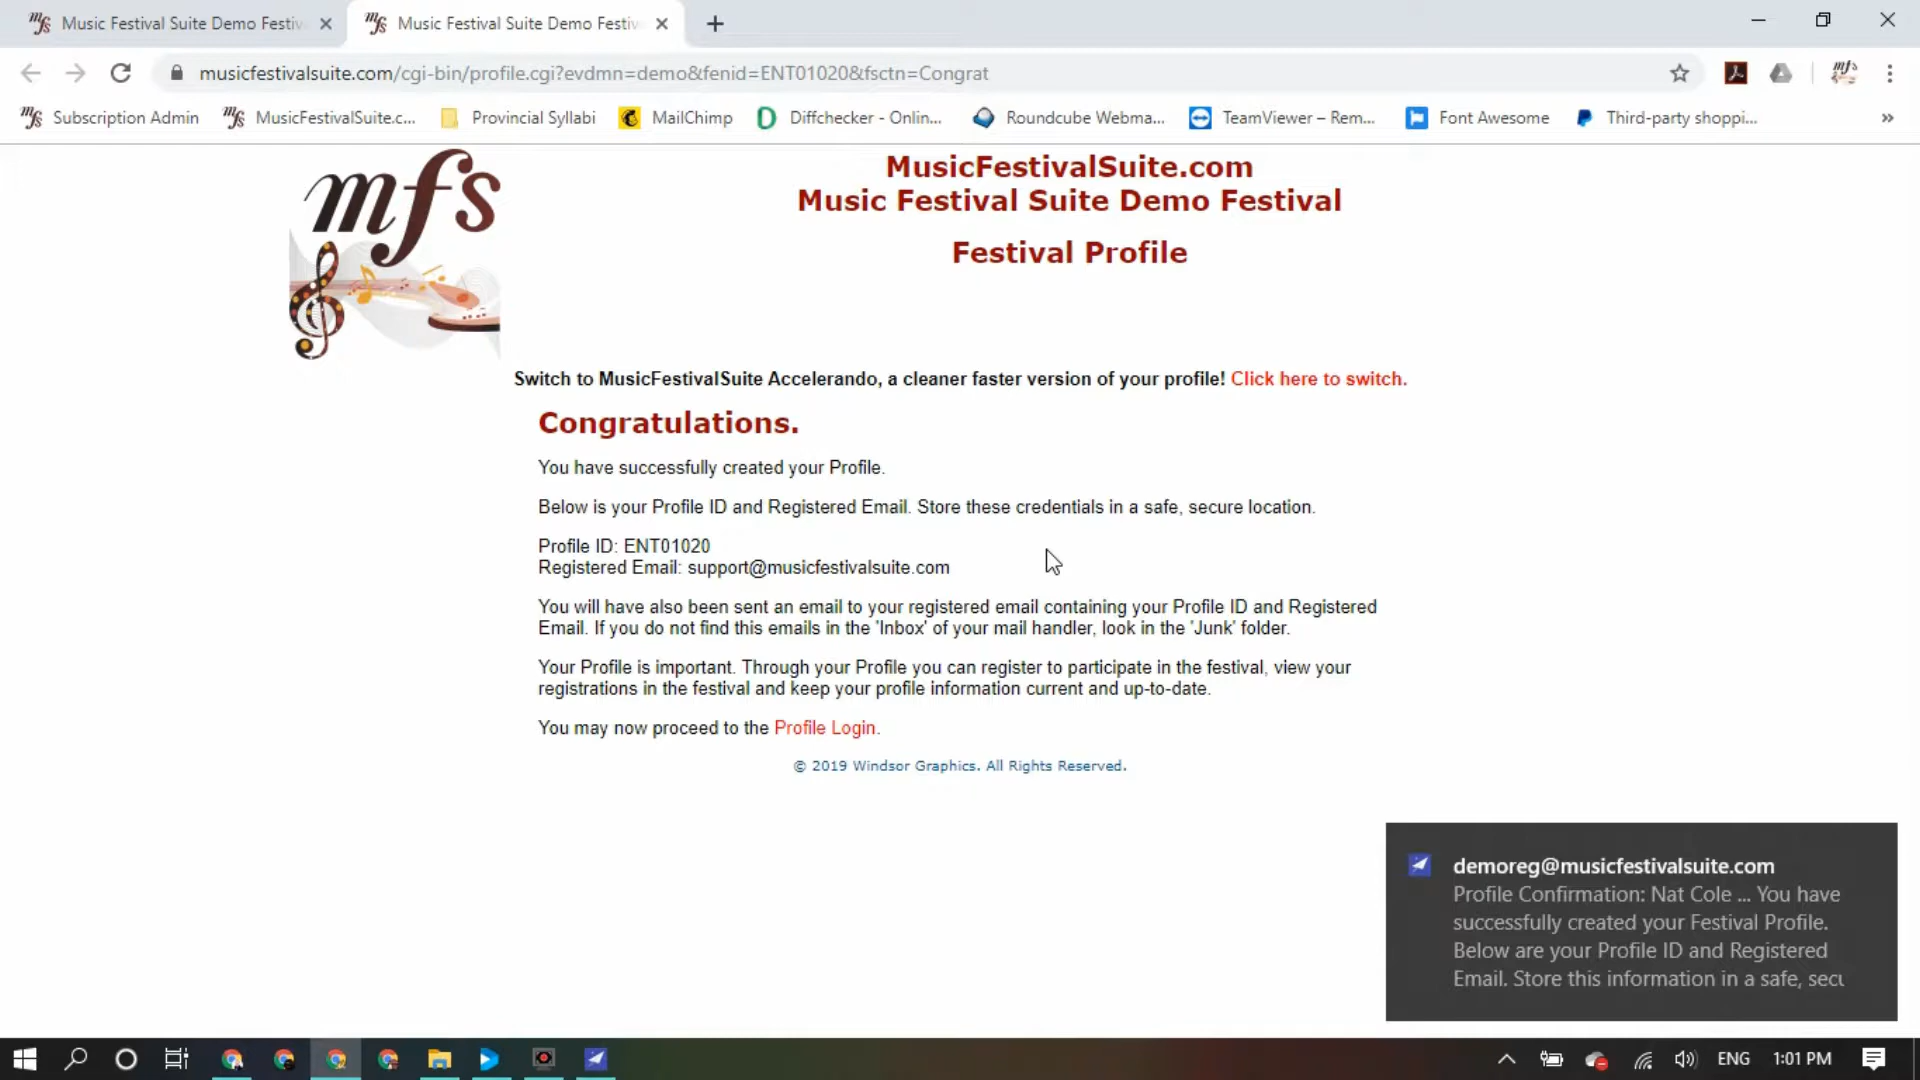 Music Festival Suite Demo Festiv
Music Festival Suite Demo Festiv
musicfestivalsuite.com/cgi-bin/profile.cgi?evdmn=demo&fenid=ENT01020&fsctn=Congrat
mfs
mfs Subscription Admin
mfs MusicFestivalSuite.c...
Provincial Syllabi
MailChimp
Diffchecker - Onlin...
Roundcube Webma...
TeamViewer – Rem...
Font Awesome
Third-party shoppi...
»
mfs
MusicFestivalSuite.com
Music Festival Suite Demo Festival
Festival Profile
Switch to MusicFestivalSuite Accelerando, a cleaner faster version of your profile! Click here to switch.
Congratulations.
You have successfully created your Profile.
Below is your Profile ID and Registered Email. Store these credentials in a safe, secure location.
Profile ID: ENT01020
Registered Email: support@musicfestivalsuite.com
You will have also been sent an email to your registered email containing your Profile ID and Registered
Email. If you do not find this emails in the 'Inbox' of your mail handler, look in the 'Junk' folder.
Your Profile is important. Through your Profile you can register to participate in the festival, view your
registrations in the festival and keep your profile information current and up-to-date.
You may now proceed to the Profile Login.
© 2019 Windsor Graphics. All Rights Reserved.
demoreg@musicfestivalsuite.com
Profile Confirmation: Nat Cole ... You have
successfully created your Festival Profile.
Below are your Profile ID and Registered
Email. Store this information in a safe, secu
ENG
1:01 PM